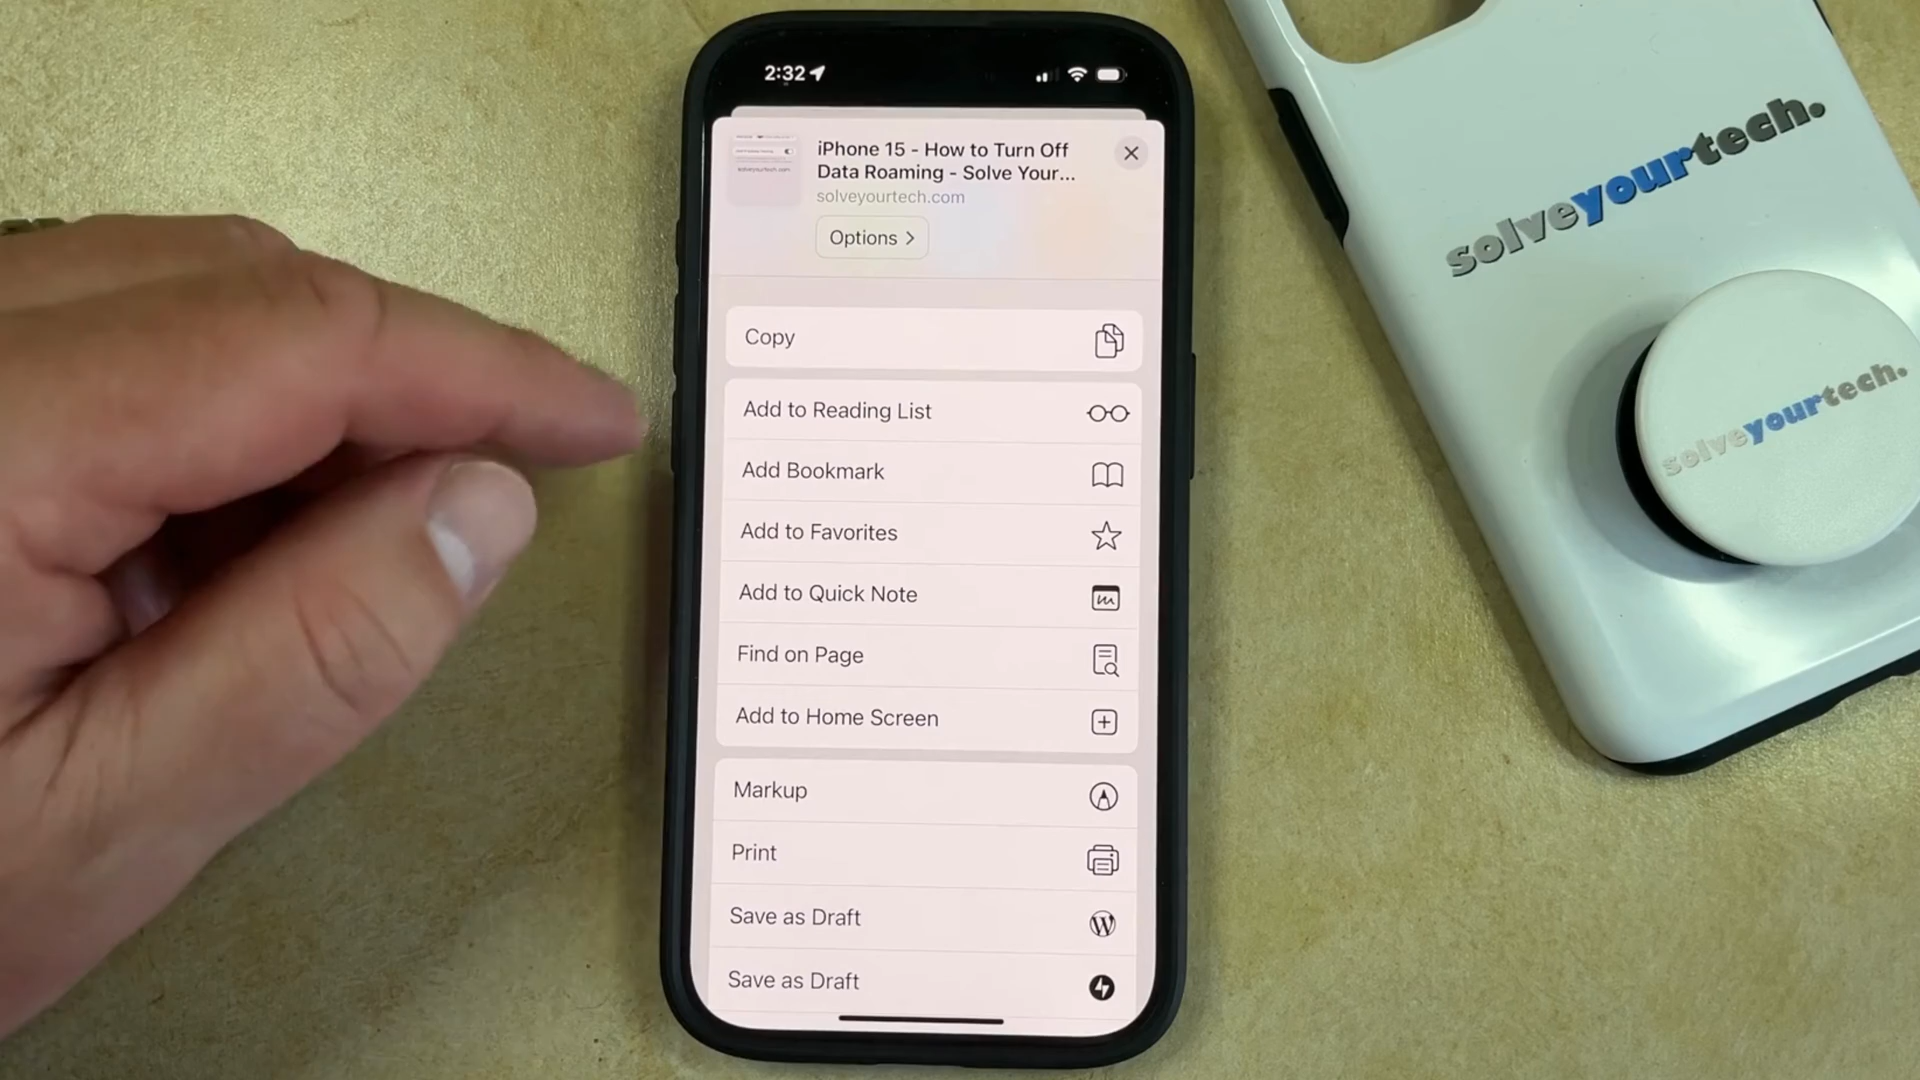 2:32
iPhone 15 - How to Turn Off
Data Roaming - Solve Your...
solveyourtech.com
Options
Copy
Add to Reading List
Add Bookmark
Add to Favorites
Add to Quick Note
Find on Page
Add to Home Screen
Markup
Print
Save as Draft
Save as Draft
solveyourtech.
solveyourtech.